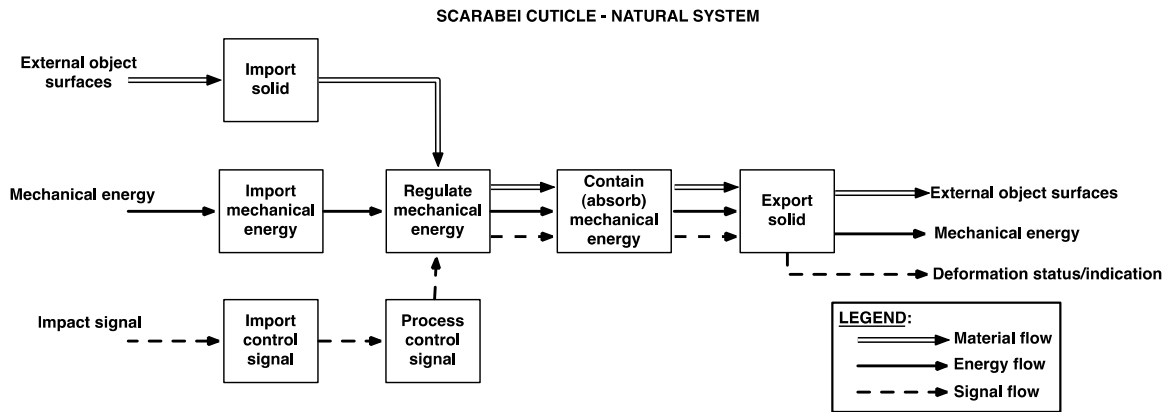 SCARABEI CUTICLE - NATURAL SYSTEM
External object
surfaces
Import
solid
Mechanical energy
Import
mechanical
energy
Regulate
mechanical
energy
Contain
(absorb)
mechanical
energy
Export
solid
External object surfaces
Mechanical energy
Deformation status/indication
Impact signal
Import
control
signal
Process
control
signal
LEGEND:
Material flow
Energy flow
Signal flow